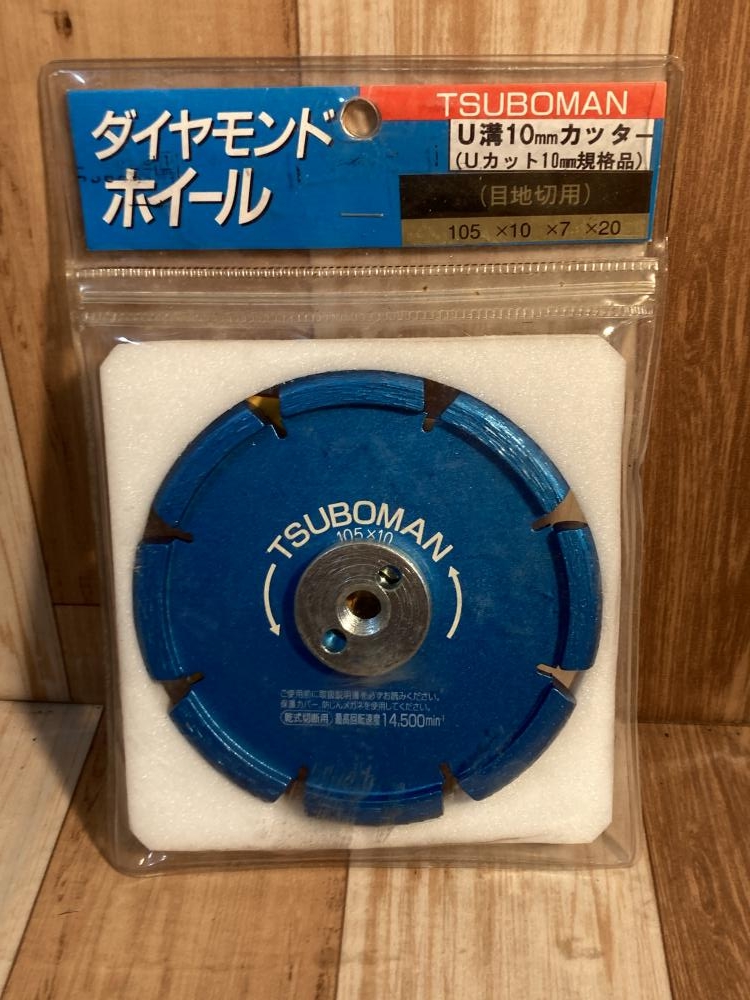 ダイヤモンド
ホイール
TSUBOMAN
U溝10mmカッター
(Uカット10mm規格品)
(目地切用)
105 ×10 ×7 ×20
TSUBOMAN
105×10
ご使用前に取扱説明書を必ずお読みください。
保護カバー、防じんメガネを使用してください。
乾式切断用 最高回転速度14,500min⁻¹